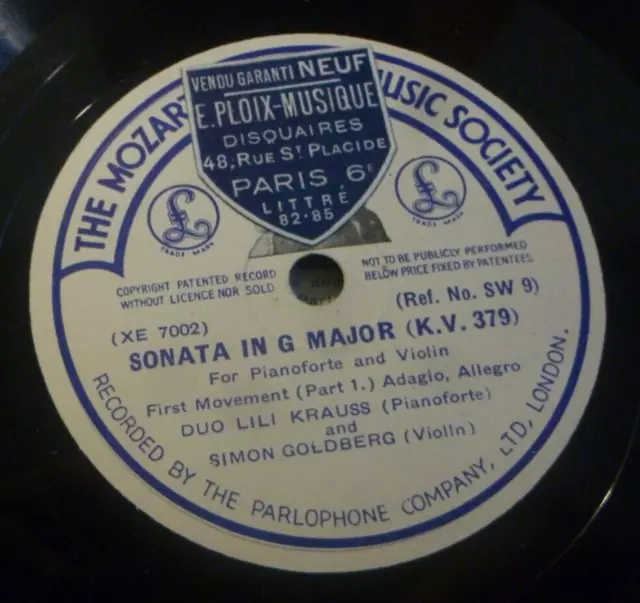 THE MOZART
MUSIC SOCIETY
VENDU GARANTI NEUF
E. PLOIX-MUSIQUE
DISQUAIRES
48, RUE ST PLACIDE
PARIS 6E
LITTRÉ
82-85
£
TRADE MARK
£
TRADE MARK
COPYRIGHT PATENTED RECORD
WITHOUT LICENCE NOR SOLD
NOT TO BE PUBLICLY PERFORMED
BELOW PRICE FIXED BY PATENTEES
(XE 7002)
(Ref. No. SW 9)
SONATA IN G MAJOR (K.V. 379)
For Pianoforte and Violin
First Movement (Part 1.) Adagio, Allegro
DUO LILI KRAUSS (Pianoforte)
and
SIMON GOLDBERG (Violin)
RECORDED BY THE PARLOPHONE COMPANY, LTD, LONDON.